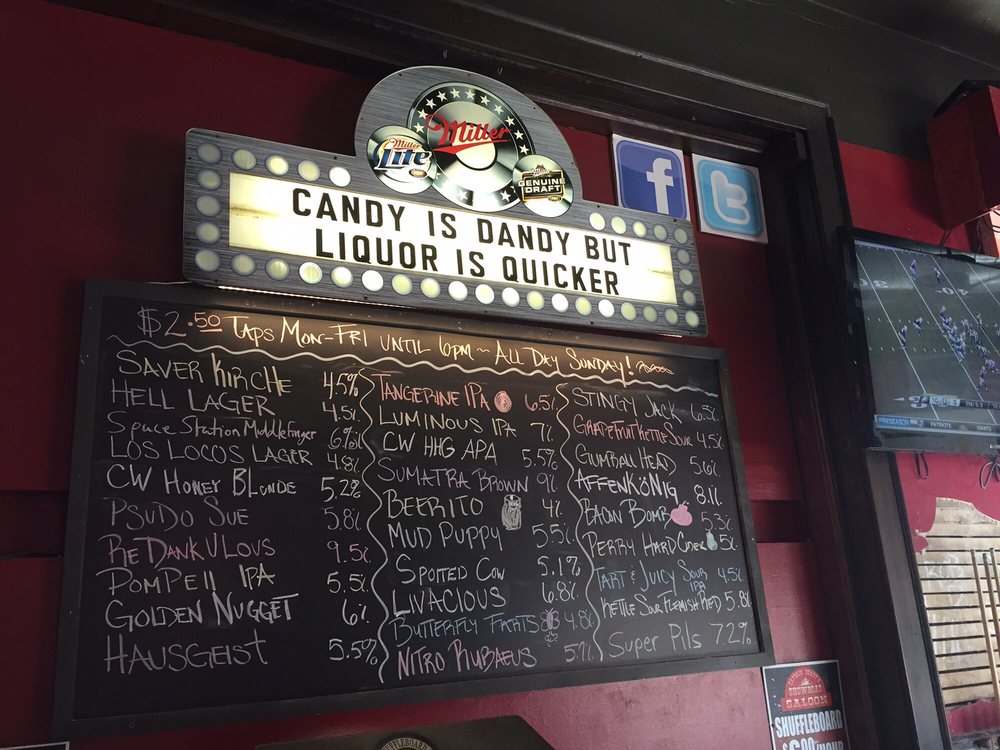 Miller
Miller
Lite
GENUINE
DRAFT
f
t
CANDY IS DANDY BUT
LIQUOR IS QUICKER
$2.50 TAPS MON-FRI UNTIL 6PM ~ ALL DAY SUNDAY!
SAVER KIRCHE 4.5%
HELL LAGER 4.5%
SPACE STATION MIDDLEFINGER 6%
LOS LOCOS LAGER 4.8%
CW HONEY BLONDE 5.2%
PSUDO SUE 5.8%
REDANKULOUS 9.5%
POMPEII IPA 5.5%
GOLDEN NUGGET 6%
HAUSGEIST 5.5%
TANGERINE IPA 6.5%
LUMINOUS IPA 7%
CW HHG APA 5.5%
SUMATRA BROWN 9%
BEERITO 4%
MUD PUPPY 5.5%
SPOTTED COW 5.1%
LIVACIOUS 6.8%
BUTTERFLY FARTS 4.8%
NITRO RUBAEUS 5.7%
STINGY JACK 6.5%
GRAPEFRUIT KETTLE SOUR 4.5%
GUMBALL HEAD 5.6%
AFFENKÖNIG 8.1%
BACON BOMB 5.3%
PERRY HARD CIDER 5%
TART & JUICY SOUR IPA 4.5%
KETTLE SOUR FLEMISH RED 5.8%
SUPER PILS 7.2%
PRESEASON PATRIOTS GIANTS
SHOWBOAT
SALOON
SHUFFLEBOARD
SHUFFLEBOARD